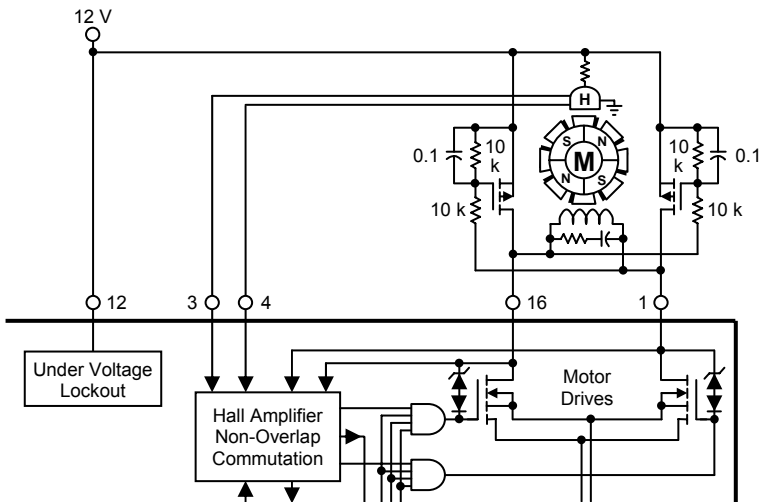 12 V
H
0.1
10
k
S
N
M
N
S
10
k
0.1
10 k
10 k
12
3
4
16
1
Under Voltage
Lockout
Motor
Drives
Hall Amplifier
Non-Overlap
Commutation